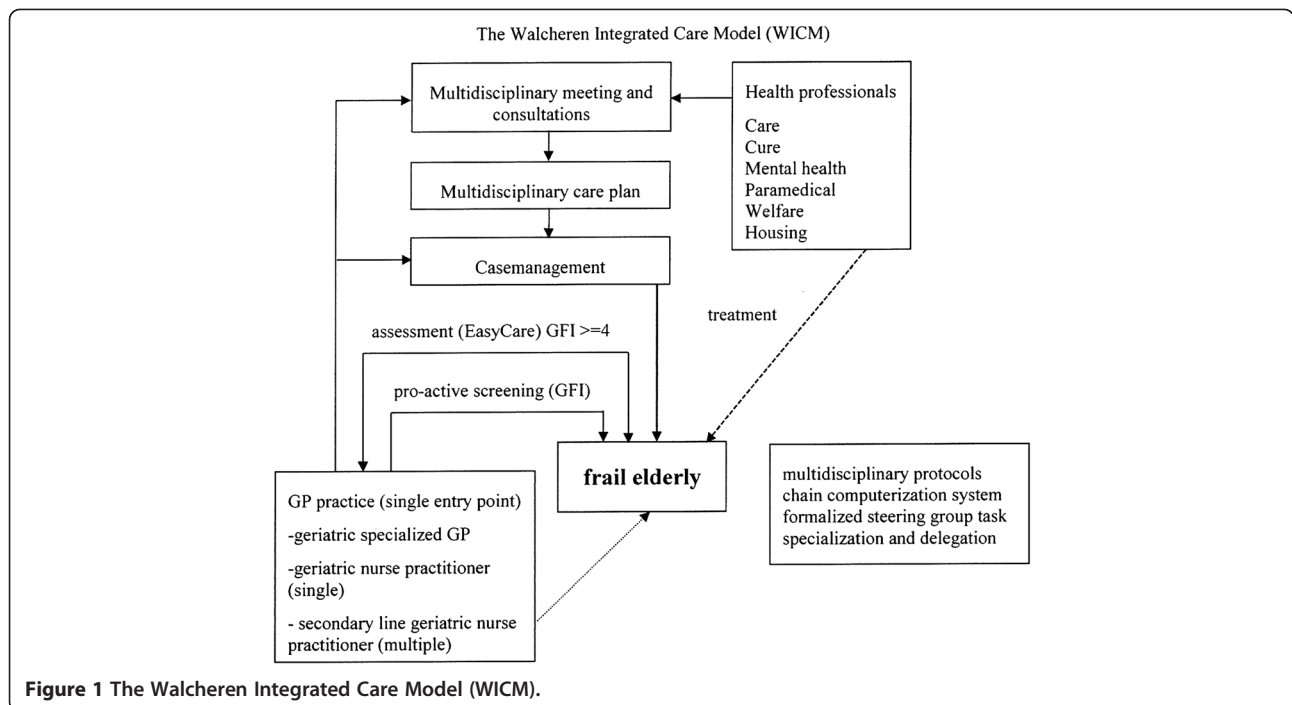 The Walcheren Integrated Care Model (WICM)
Multidisciplinary meeting and
consultations
Health professionals
Care
Cure
Mental health
Paramedical
Welfare
Housing
Multidisciplinary care plan
Casemanagement
treatment
assessment (EasyCare) GFI >=4
pro-active screening (GFI)
frail elderly
GP practice (single entry point)
-geriatric specialized GP
-geriatric nurse practitioner
(single)
- secondary line geriatric nurse
practitioner (multiple)
multidisciplinary protocols
chain computerization system
formalized steering group task
specialization and delegation
Figure 1 The Walcheren Integrated Care Model (WICM).